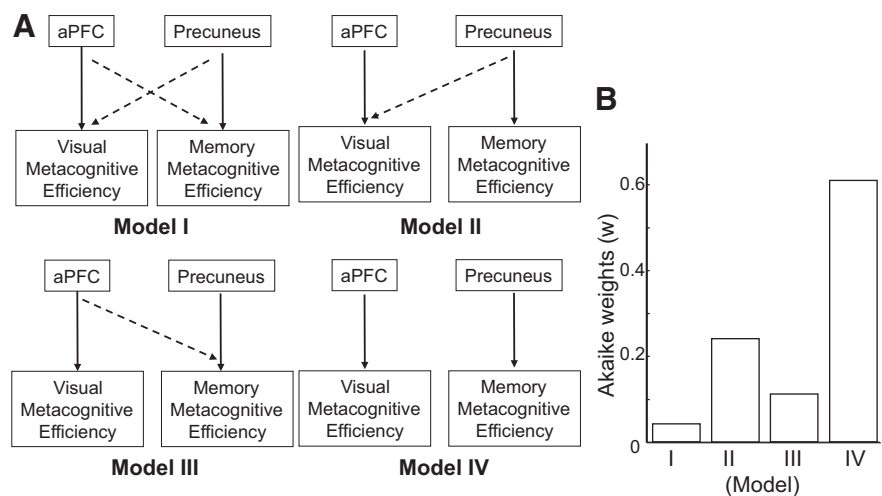 A
aPFC
Precuneus
Visual
Metacognitive
Efficiency
Memory
Metacognitive
Efficiency
Model I
aPFC
Precuneus
Visual
Metacognitive
Efficiency
Memory
Metacognitive
Efficiency
Model II
aPFC
Precuneus
Visual
Metacognitive
Efficiency
Memory
Metacognitive
Efficiency
Model III
aPFC
Precuneus
Visual
Metacognitive
Efficiency
Memory
Metacognitive
Efficiency
Model IV
B
Akaike weights (w)
0.6
0.4
0.2
0
I II III IV
(Model)